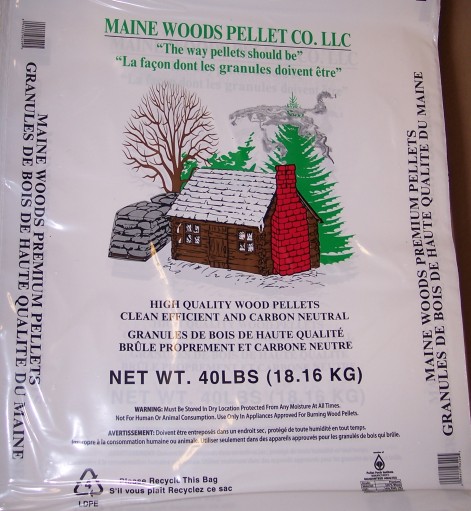 MAINE WOODS PELLET CO. LLC
"The way pellets should be"
"La façon dont les granules doivent être"
MAINE WOODS PREMIUM PELLETS
GRANULES DE BOIS DE HAUTE QUALITE DU MAINE
MAINE WOODS PREMIUM PELLETS
GRANULES DE BOIS DE HAUTE QUALITE DU MAINE
HIGH QUALITY WOOD PELLETS
CLEAN EFFICIENT AND CARBON NEUTRAL
GRANULES DE BOIS DE HAUTE QUALITÉ
BRÛLE PROPREMENT ET CARBONE NEUTRE
NET WT. 40LBS (18.16 KG)
WARNING: Must Be Stored In Dry Location Protected From Any Moisture At All Times.
Not For Human Or Animal Consumption. Use Only In Appliances Approved For Burning Wood Pellets.
AVERTISSEMENT: Doivent être entreposés dans un endroit sec, protégé de toute humidité en tout temps.
Impropre à la consommation humaine ou animale. Utiliser seulement dans des appareils approuvés pour les granulés de bois qui brûle.
4
LDPE
Please Recycle This Bag
S'il vous plaît Recyclez ce sac